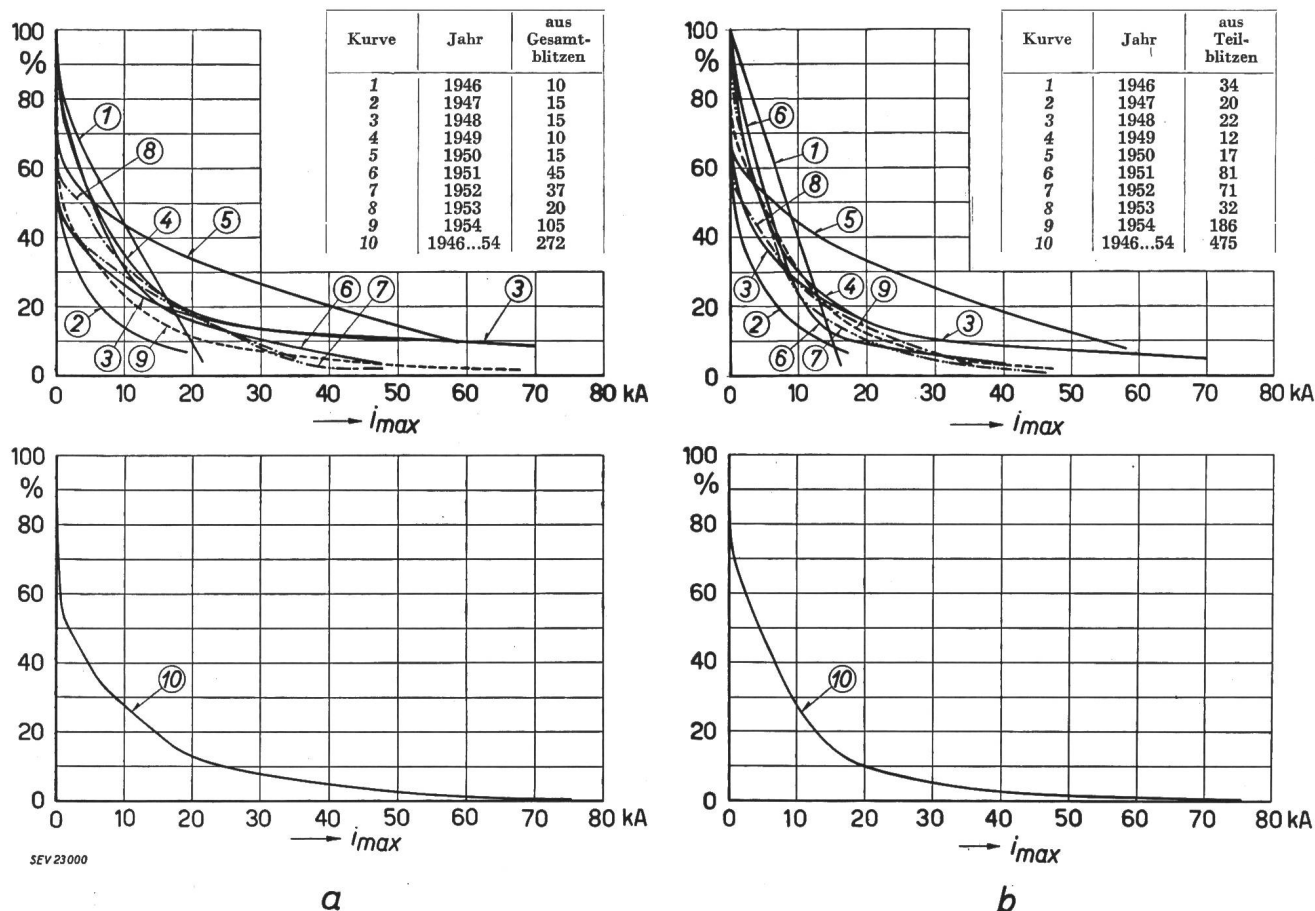 100
%
80
60
40
20
0
0 10 20 30 40 50 60 70 80 kA
→ imax
1
8
4
5
2
3
9
6
7
3
Kurve Jahr aus Gesamt-blitzen
1 1946 10
2 1947 15
3 1948 15
4 1949 10
5 1950 15
6 1951 45
7 1952 37
8 1953 20
9 1954 105
10 1946...54 272
100
%
80
60
40
20
0
0 10 20 30 40 50 60 70 80 kA
→ imax
6
1
8
5
3
4
9
2
6
7
3
Kurve Jahr aus Teil-blitzen
1 1946 34
2 1947 20
3 1948 22
4 1949 12
5 1950 17
6 1951 81
7 1952 71
8 1953 32
9 1954 186
10 1946...54 475
100
%
80
60
40
20
0
10
0 10 20 30 40 50 60 70 80 kA
→ imax
100
%
80
60
40
20
0
10
0 10 20 30 40 50 60 70 80 kA
→ imax
SEV 23000
a
b